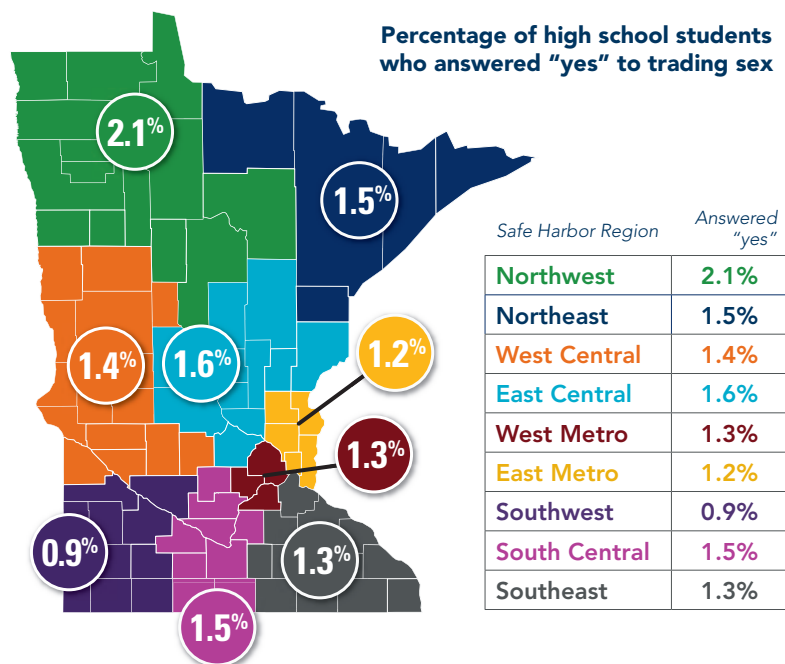 Percentage of high school students
who answered “yes” to trading sex
2.1%
1.5%
1.4%
1.6%
1.2%
1.3%
0.9%
1.3%
1.5%
Safe Harbor Region Answered
“yes”
Northwest 2.1%
Northeast 1.5%
West Central 1.4%
East Central 1.6%
West Metro 1.3%
East Metro 1.2%
Southwest 0.9%
South Central 1.5%
Southeast 1.3%